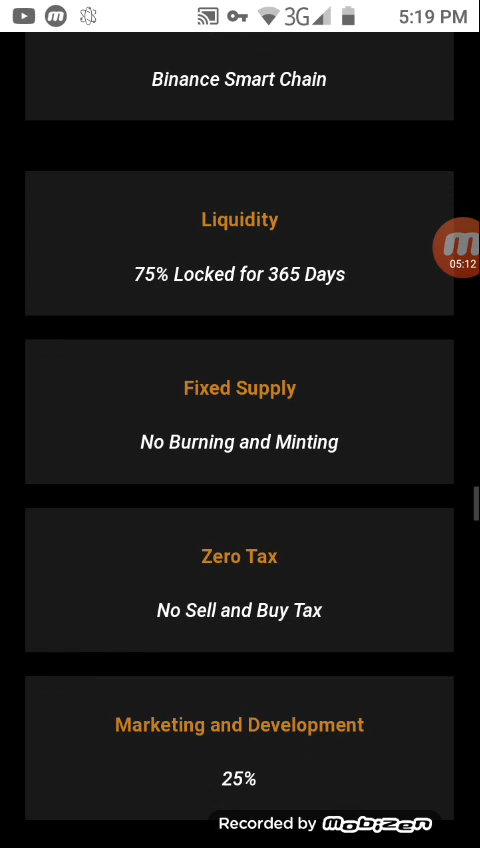 3G 5:19 PM
Binance Smart Chain
Liquidity
75% Locked for 365 Days
05:12
Fixed Supply
No Burning and Minting
Zero Tax
No Sell and Buy Tax
Marketing and Development
25%
Recorded by mobizen